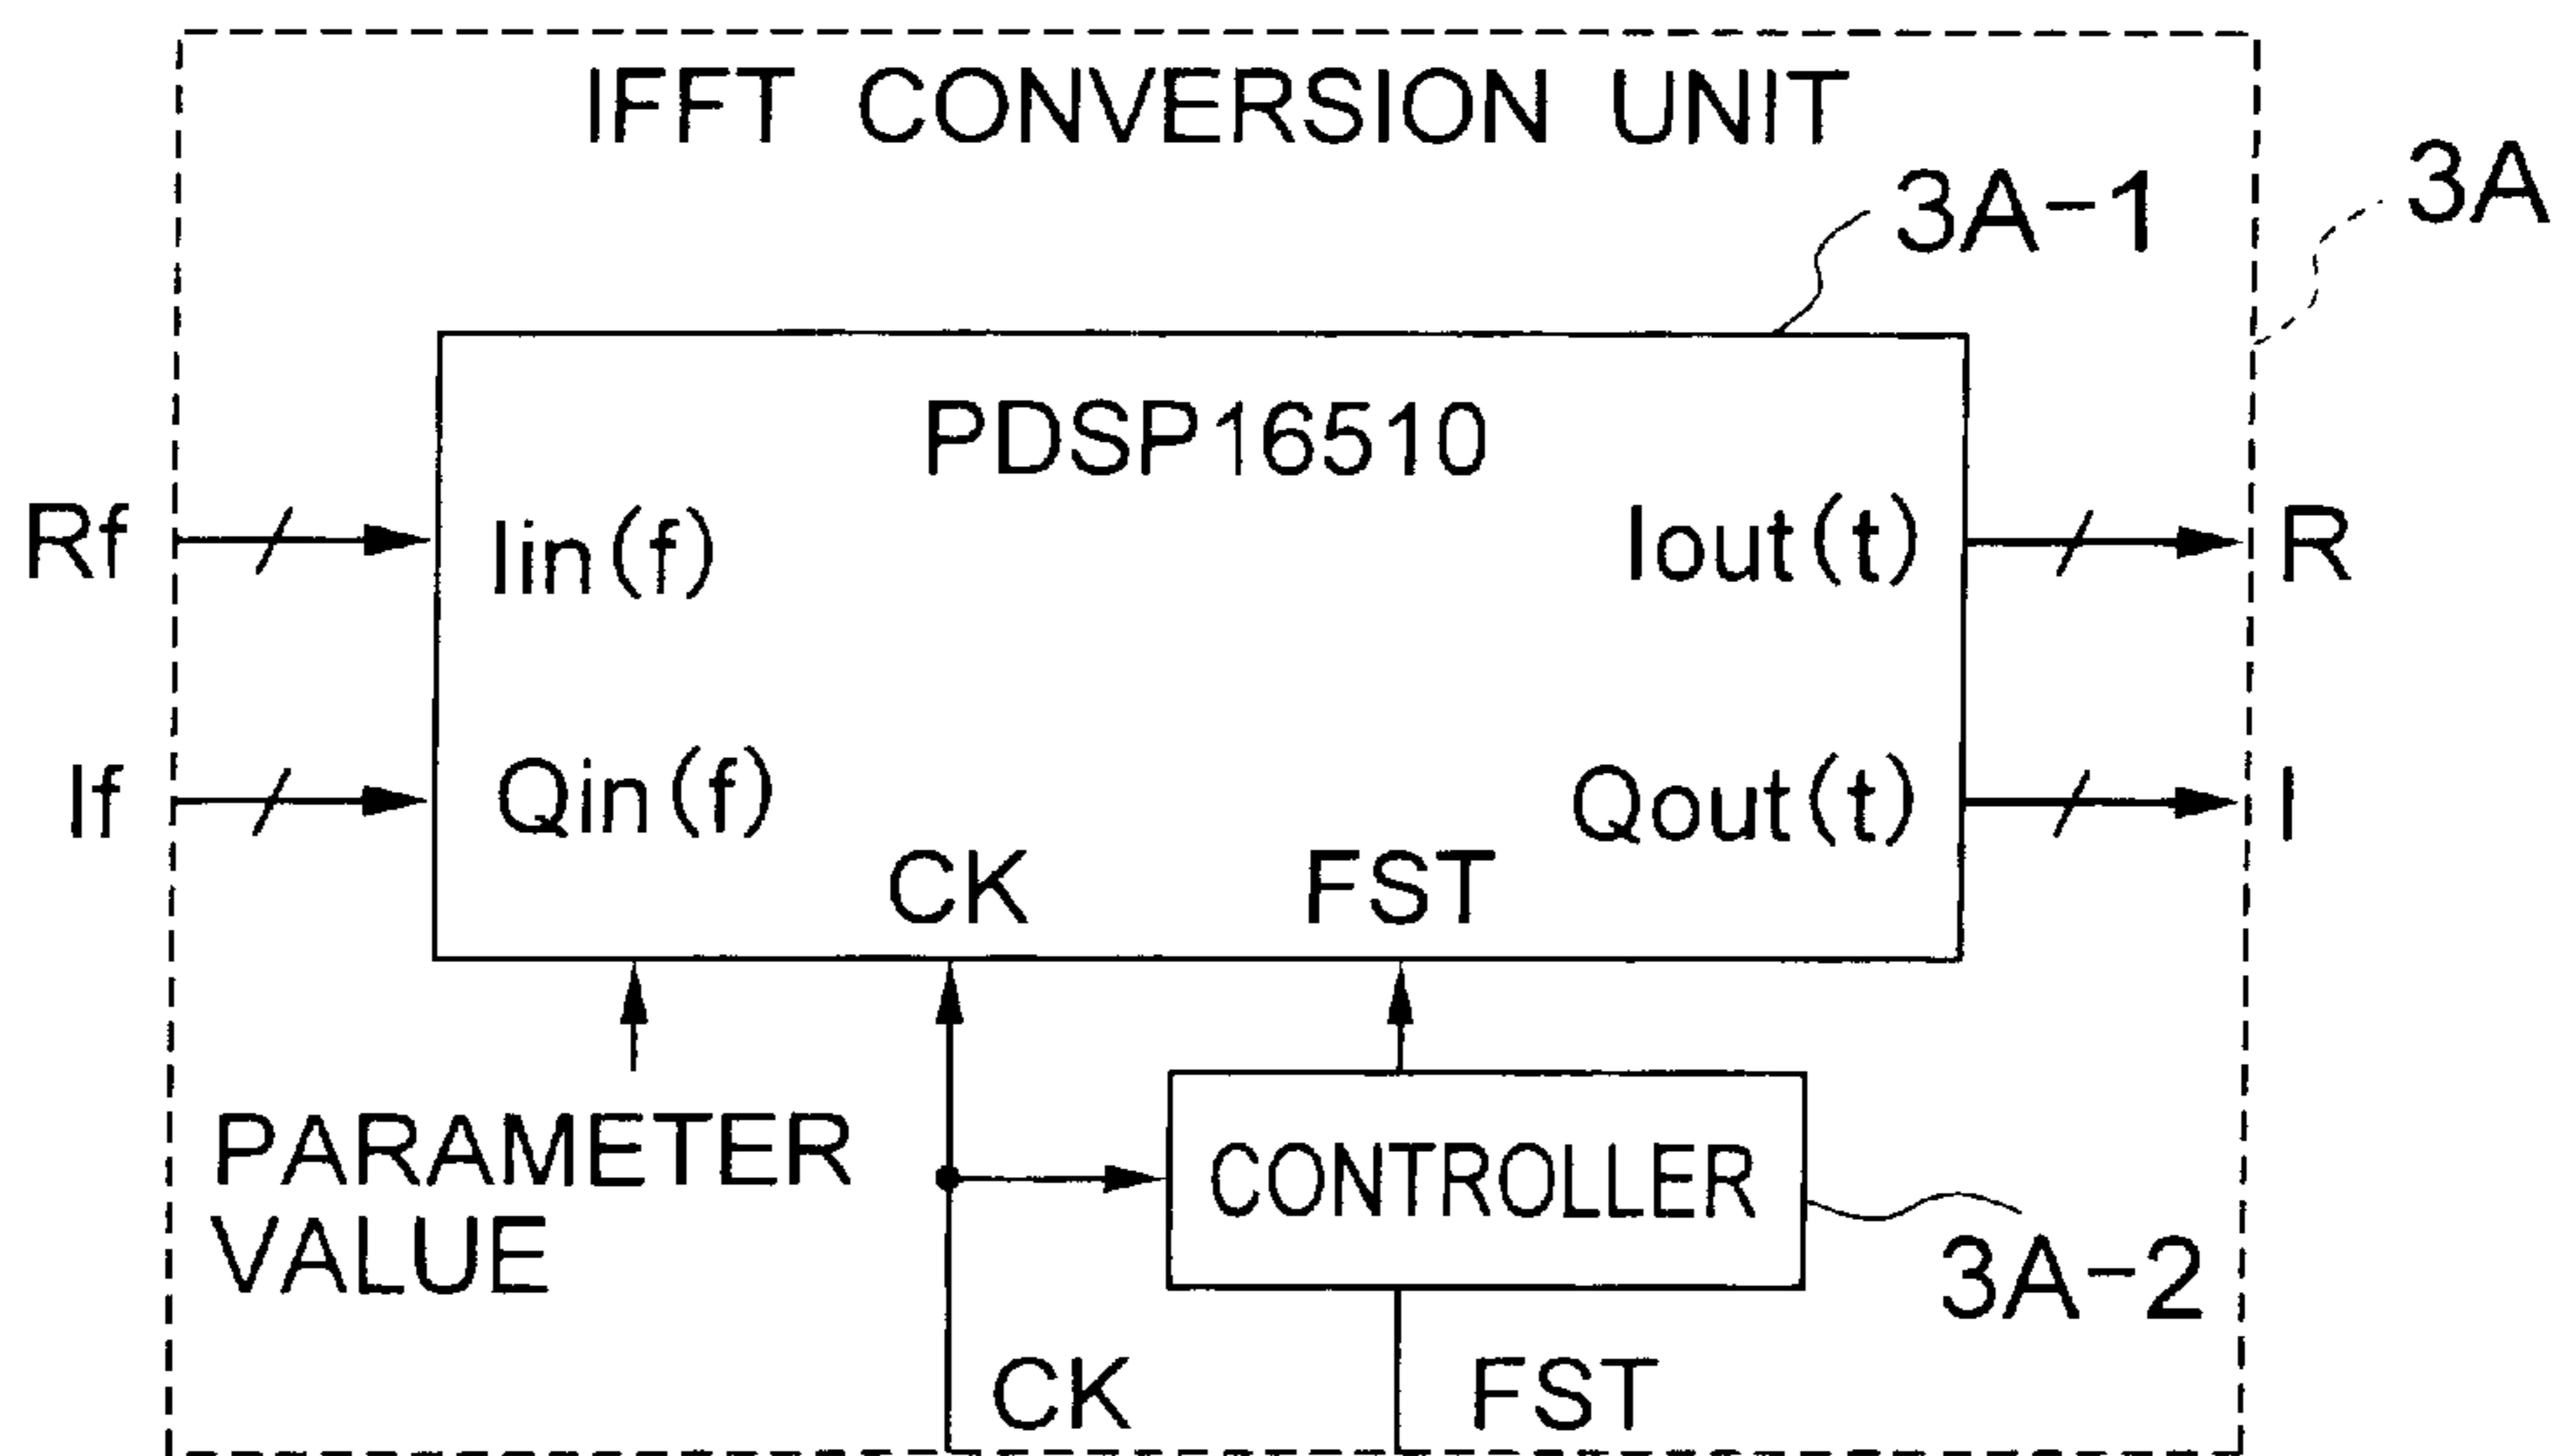 IFFT CONVERSION UNIT
3A-1
3A
PDSP16510
Rf
Iin(f)
Iout(t)
R
If
Qin(f)
Qout(t)
I
CK
FST
PARAMETER
VALUE
CONTROLLER
3A-2
CK
FST